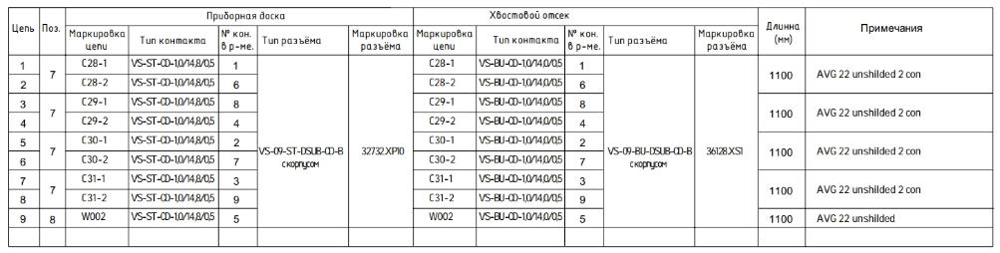 Цепь Поз. Приборная доска Хвостовой отсек Длинна (мм) Примечания
Маркировка цепи Тип контакта № кон. в р-ме. Тип разъёма Маркировка разъёма Маркировка цепи Тип контакта № кон. в р-ме. Тип разъёма Маркировка разъёма
1 7 C28-1 VS-ST-CD-1,0/14,8/0,5 1 VS-09-ST-DSUB-CD-B с корпусом 32732.XP10 C28-1 VS-BU-CD-1,0/14,0/0,5 1 VS-09-BU-DSUB-CD-B с корпусом 36128.XS1 1100 AVG 22 unshilded 2 con
2 C28-2 VS-ST-CD-1,0/14,8/0,5 6 C28-2 VS-BU-CD-1,0/14,0/0,5 6
3 7 C29-1 VS-ST-CD-1,0/14,8/0,5 8 C29-1 VS-BU-CD-1,0/14,0/0,5 8 1100 AVG 22 unshilded 2 con
4 C29-2 VS-ST-CD-1,0/14,8/0,5 4 C29-2 VS-BU-CD-1,0/14,0/0,5 4
5 7 C30-1 VS-ST-CD-1,0/14,8/0,5 2 C30-1 VS-BU-CD-1,0/14,0/0,5 2 1100 AVG 22 unshilded 2 con
6 C30-2 VS-ST-CD-1,0/14,8/0,5 7 C30-2 VS-BU-CD-1,0/14,0/0,5 7
7 7 C31-1 VS-ST-CD-1,0/14,8/0,5 3 C31-1 VS-BU-CD-1,0/14,0/0,5 3 1100 AVG 22 unshilded 2 con
8 C31-2 VS-ST-CD-1,0/14,8/0,5 9 C31-2 VS-BU-CD-1,0/14,0/0,5 9
9 8 W002 VS-ST-CD-1,0/14,8/0,5 5 W002 VS-BU-CD-1,0/14,0/0,5 5 1100 AVG 22 unshilded